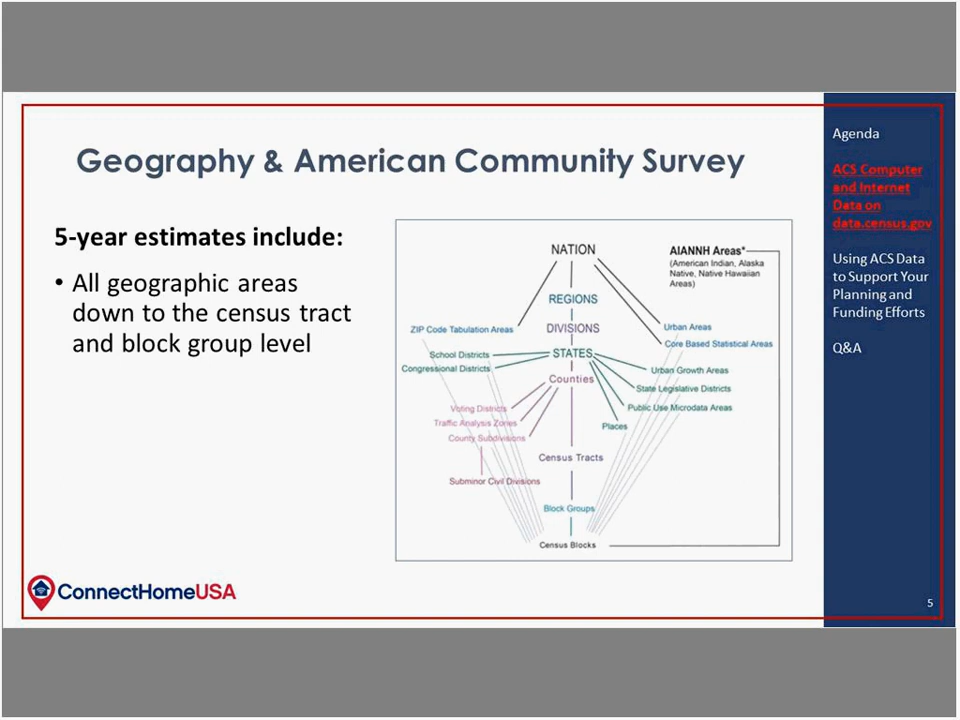 Geography & American Community Survey
5-year estimates include:
• All geographic areas
down to the census tract
and block group level
NATION
AIANNH Areas*
(American Indian, Alaska
Native, Native Hawaiian
Areas)
REGIONS
ZIP Code Tabulation Areas
DIVISIONS
Urban Areas
Core Based Statistical Areas
School Districts
STATES
Congressional Districts
Urban Growth Areas
Counties
State Legislative Districts
Voting Districts
Public Use Microdata Areas
Traffic Analysis Zones
Places
County Subdivisions
Census Tracts
Subminor Civil Divisions
Block Groups
Census Blocks
ConnectHomeUSA
Agenda
ACS Computer
and Internet
Data on
data.census.gov
Using ACS Data
to Support Your
Planning and
Funding Efforts
Q&A
5